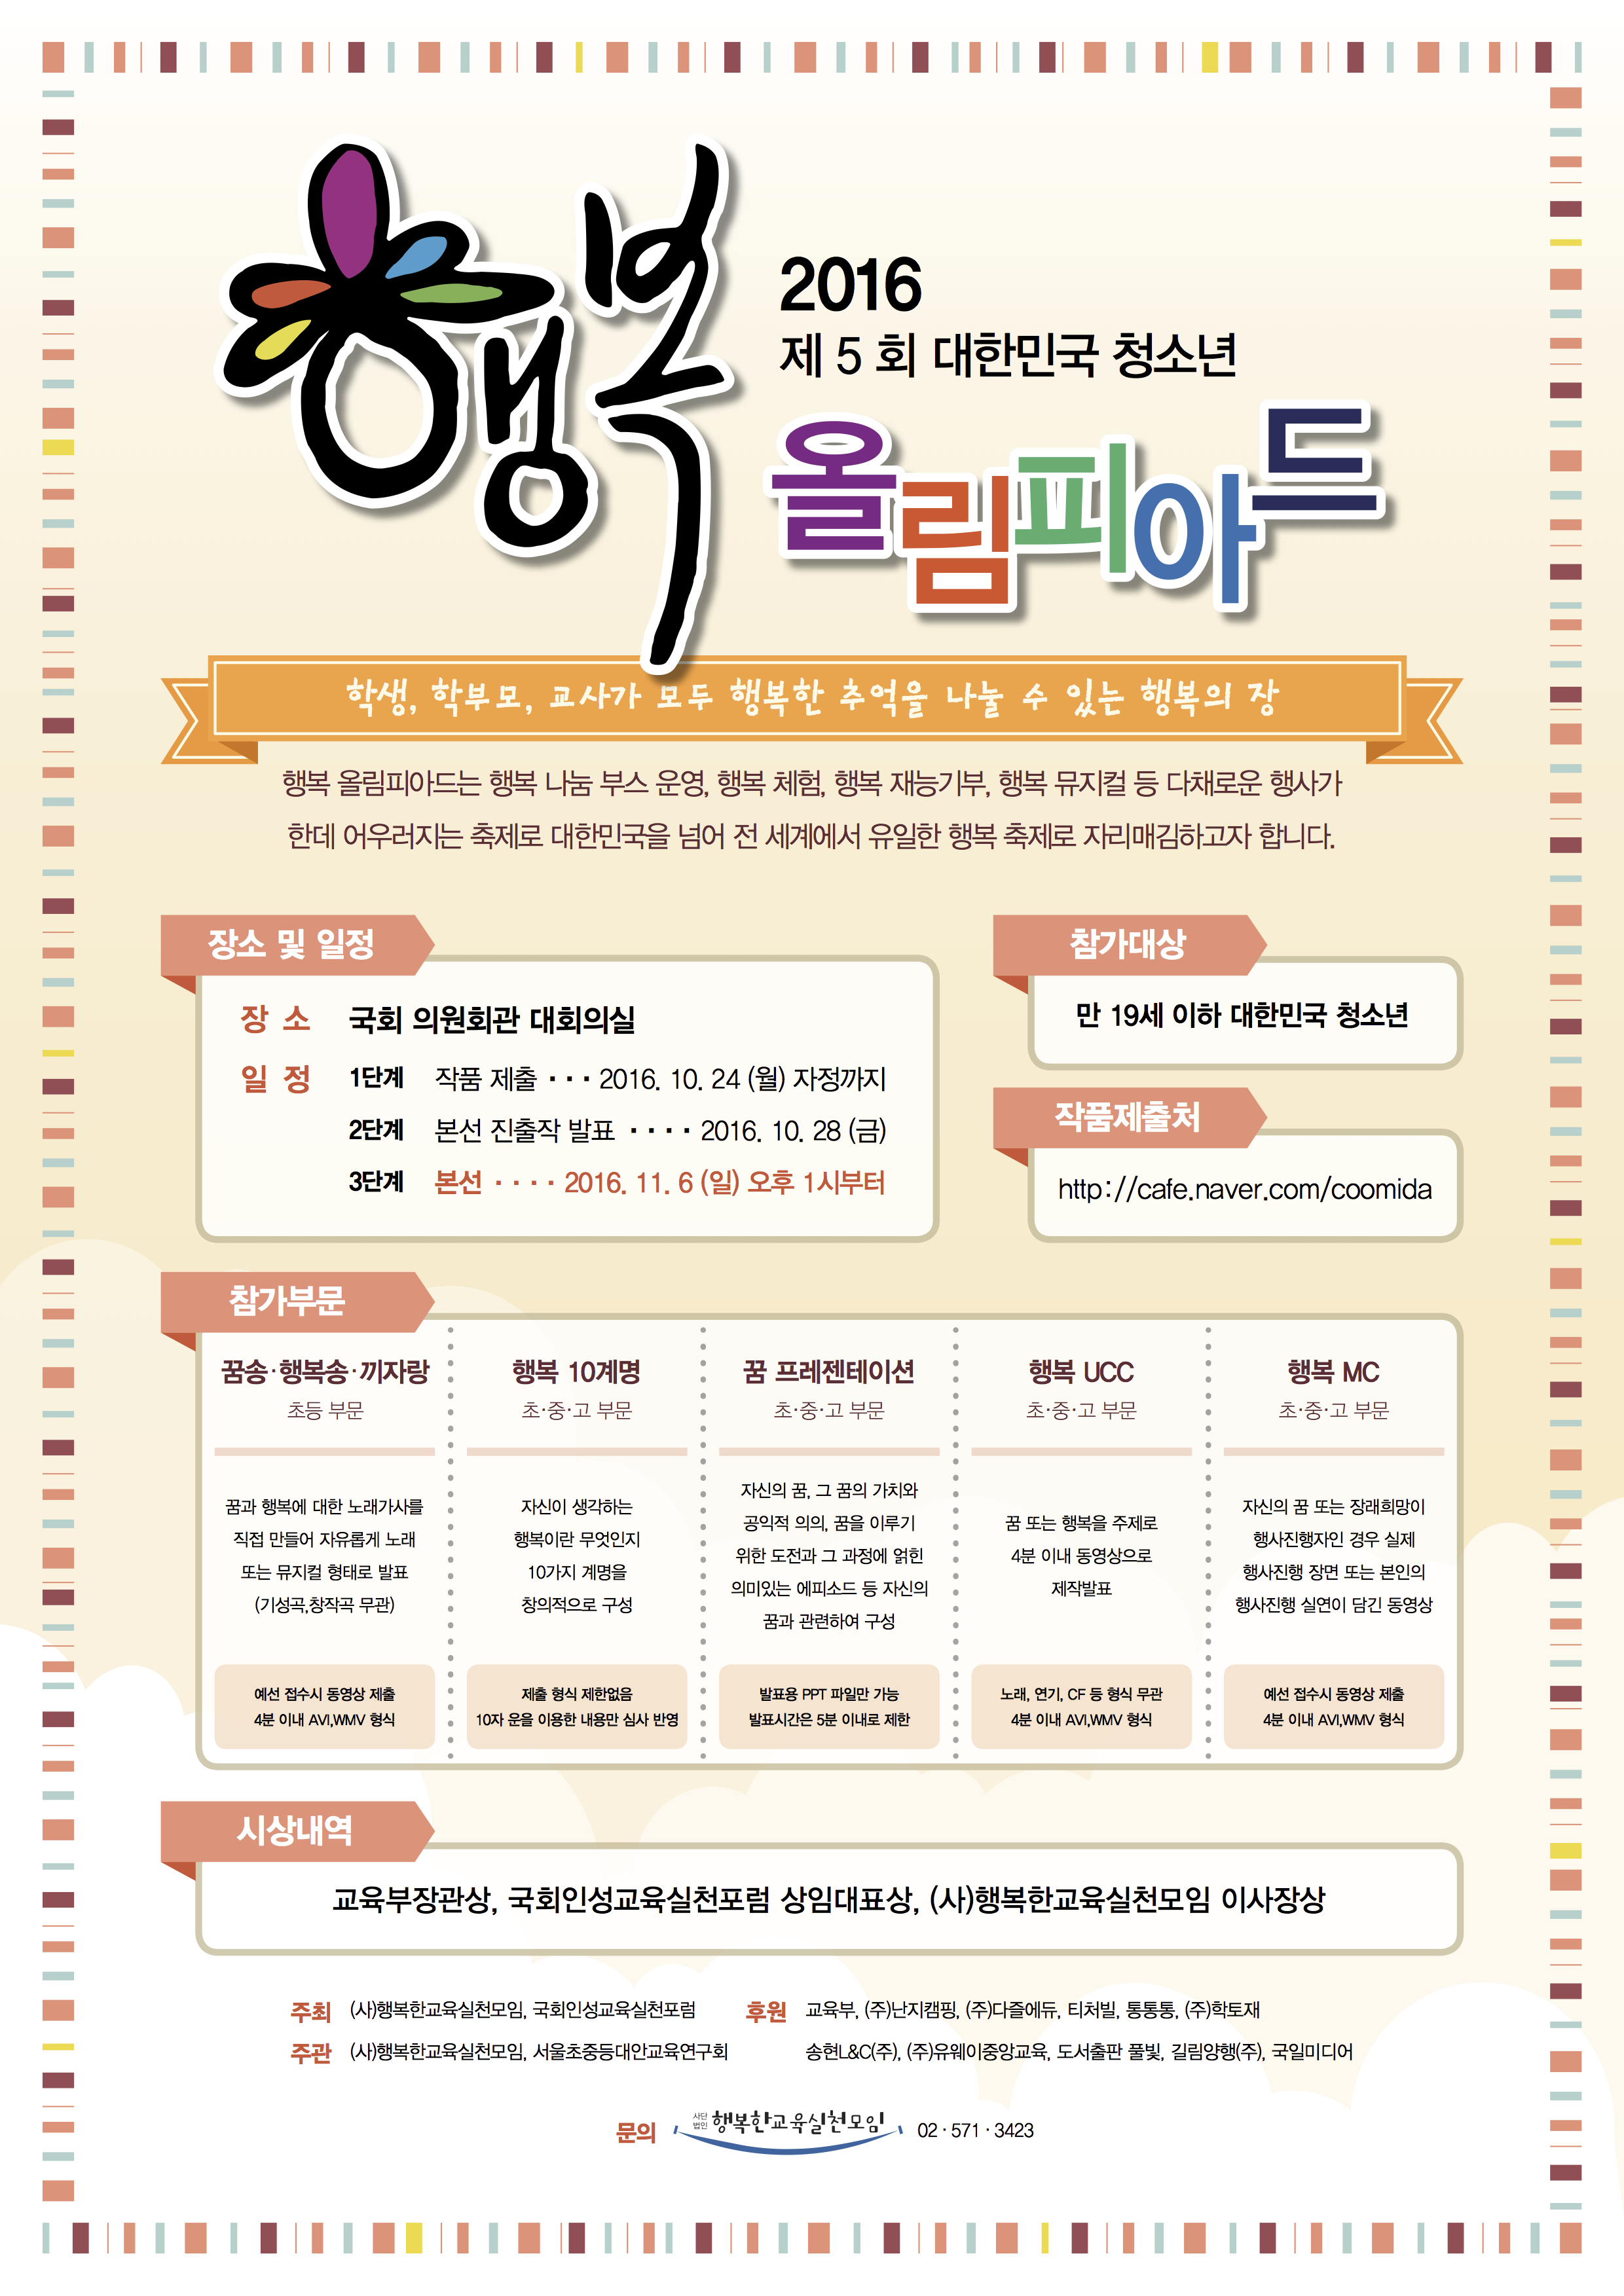 행복
2016
제 5 회 대한민국 청소년
올림피아드
학생, 학부모, 교사가 모두 행복한 추억을 나눌 수 있는 행복의 장
행복 올림피아드는 행복 나눔 부스 운영, 행복 체험, 행복 재능기부, 행복 뮤지컬 등 다채로운 행사가
한데 어우러지는 축제로 대한민국을 넘어 전 세계에서 유일한 행복 축제로 자리매김하고자 합니다.
장소 및 일정
장 소 국회 의원회관 대회의실
일 정 1단계 작품 제출 ··· 2016. 10. 24 (월) 자정까지
2단계 본선 진출작 발표 ···· 2016. 10. 28 (금)
3단계 본선 ···· 2016. 11. 6 (일) 오후 1시부터
참가대상
만 19세 이하 대한민국 청소년
작품제출처
http://cafe.naver.com/coomida
참가부문
꿈송·행복송·끼자랑
초등 부문
꿈과 행복에 대한 노래가사를
직접 만들어 자유롭게 노래
또는 뮤지컬 형태로 발표
(기성곡,창작곡 무관)
예선 접수시 동영상 제출
4분 이내 AVI,WMV 형식
행복 10계명
초·중·고 부문
자신이 생각하는
행복이란 무엇인지
10가지 계명을
창의적으로 구성
제출 형식 제한없음
10자 운을 이용한 내용만 심사 반영
꿈 프레젠테이션
초·중·고 부문
자신의 꿈, 그 꿈의 가치와
공익적 의의, 꿈을 이루기
위한 도전과 그 과정에 얽힌
의미있는 에피소드 등 자신의
꿈과 관련하여 구성
발표용 PPT 파일만 가능
발표시간은 5분 이내로 제한
행복 UCC
초·중·고 부문
꿈 또는 행복을 주제로
4분 이내 동영상으로
제작발표
노래, 연기, CF 등 형식 무관
4분 이내 AVI,WMV 형식
행복 MC
초·중·고 부문
자신의 꿈 또는 장래희망이
행사진행자인 경우 실제
행사진행 장면 또는 본인의
행사진행 실연이 담긴 동영상
예선 접수시 동영상 제출
4분 이내 AVI,WMV 형식
시상내역
교육부장관상, 국회인성교육실천포럼 상임대표상, (사)행복한교육실천모임 이사장상
주최 (사)행복한교육실천모임, 국회인성교육실천포럼
주관 (사)행복한교육실천모임, 서울초중등대안교육연구회
후원 교육부, (주)난지캠핑, (주)다즐에듀, 티처빌, 통통통, (주)학토재
송현L&C(주), (주)유웨이중앙교육, 도서출판 풀빛, 길림양행(주), 국일미디어
문의 사단법인 행복한교육실천모임 02 · 571 · 3423